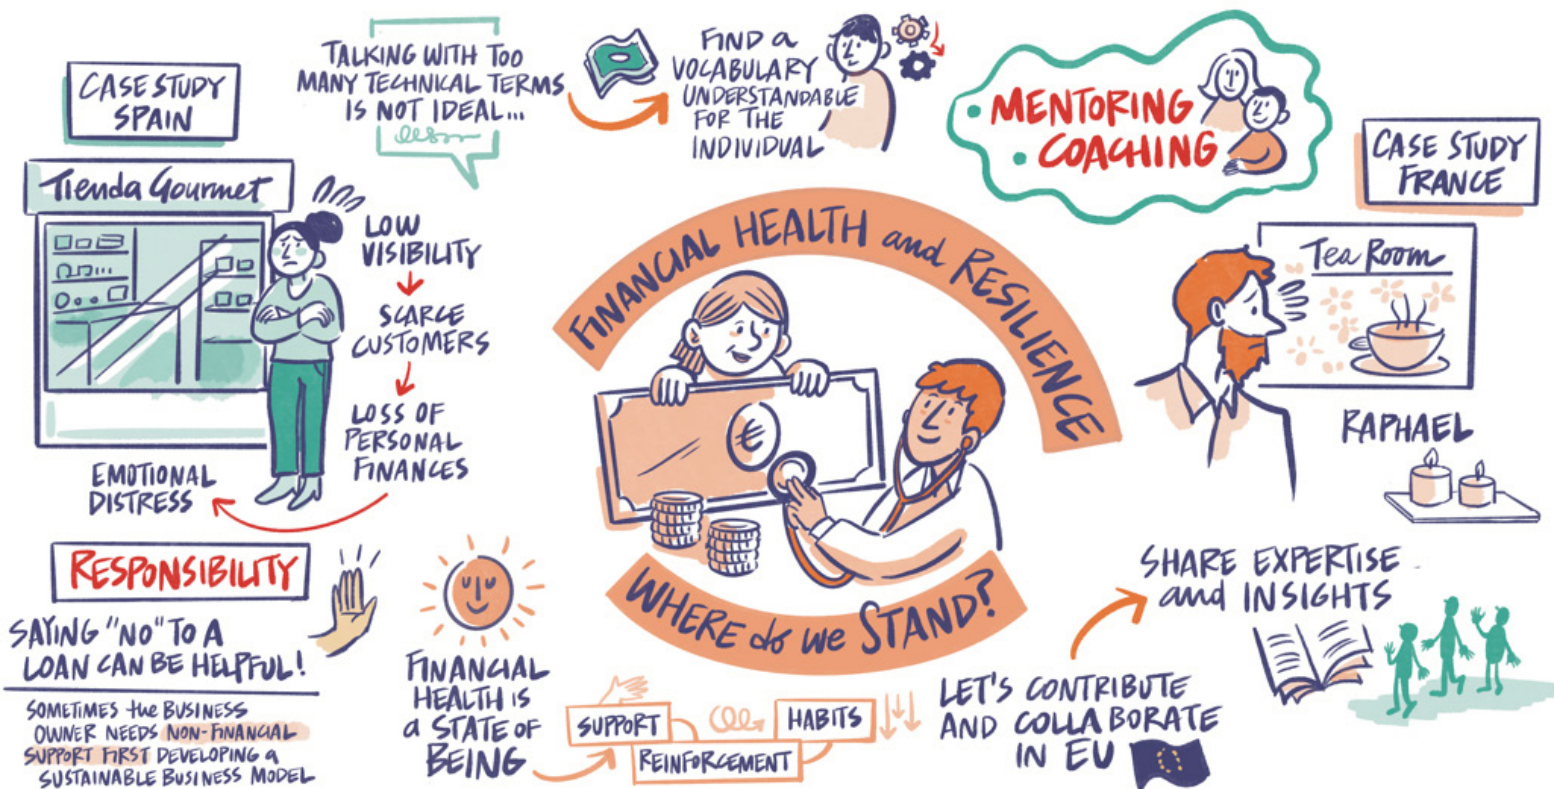 CASE STUDY
SPAIN
Tienda Gourmet
LOW
VISIBILITY
SCARCE
CUSTOMERS
LOSS OF
PERSONAL
FINANCES
EMOTIONAL
DISTRESS
RESPONSIBILITY
SAYING "NO" TO A
LOAN CAN BE HELPFUL!
SOMETIMES the BUSINESS
OWNER NEEDS NON-FINANCIAL
SUPPORT FIRST DEVELOPING a
SUSTAINABLE BUSINESS MODEL
TALKING WITH TOO
MANY TECHNICAL TERMS
IS NOT IDEAL...
FIND a
VOCABULARY
UNDERSTANDABLE
FOR THE
INDIVIDUAL
FINANCIAL HEALTH and RESILIENCE
€
WHERE do we STAND?
FINANCIAL
HEALTH IS
a STATE OF
BEING
SUPPORT
REINFORCEMENT
HABITS
MENTORING
COACHING
CASE STUDY
FRANCE
Tea Room
RAPHAEL
SHARE EXPERTISE
and INSIGHTS
LET'S CONTRIBUTE
AND COLLABORATE
IN EU